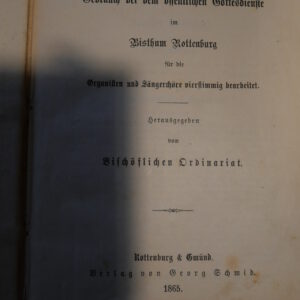 Gebrauch bei dem öffentlichen Gottesdienste
im
Bisthum Rottenburg
für die
Organisten und Sängerchöre vierstimmig bearbeitet.
Herausgegeben
vom
Bischöflichen Ordinariat.
Rottenburg & Gmünd.
Verlag von Georg Schmid.
1865.